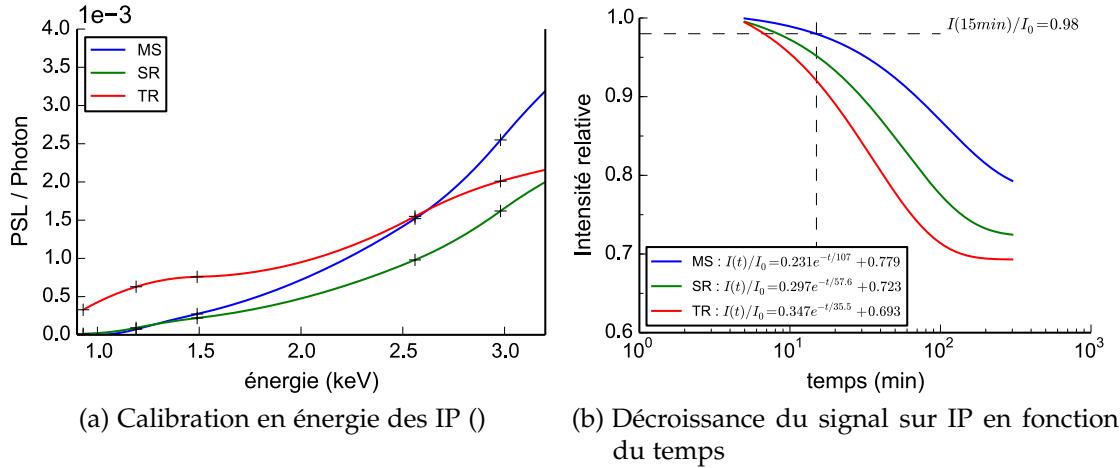 1e−3
4.0
3.5
3.0
2.5
2.0
1.5
1.0
0.5
0.0
PSL / Photon
MS
SR
TR
1.0 1.5 2.0 2.5 3.0
énergie (keV)
(a) Calibration en énergie des IP ()
1.0
0.9
0.8
0.7
0.6
Intensité relative
I(15min)/I₀=0.98
MS : I(t)/I₀=0.231e^{−t/107}+0.779
SR : I(t)/I₀=0.297e^{−t/57.6}+0.723
TR : I(t)/I₀=0.347e^{−t/35.5}+0.693
10⁰ 10¹ 10² 10³
temps (min)
(b) Décroissance du signal sur IP en fonction
du temps